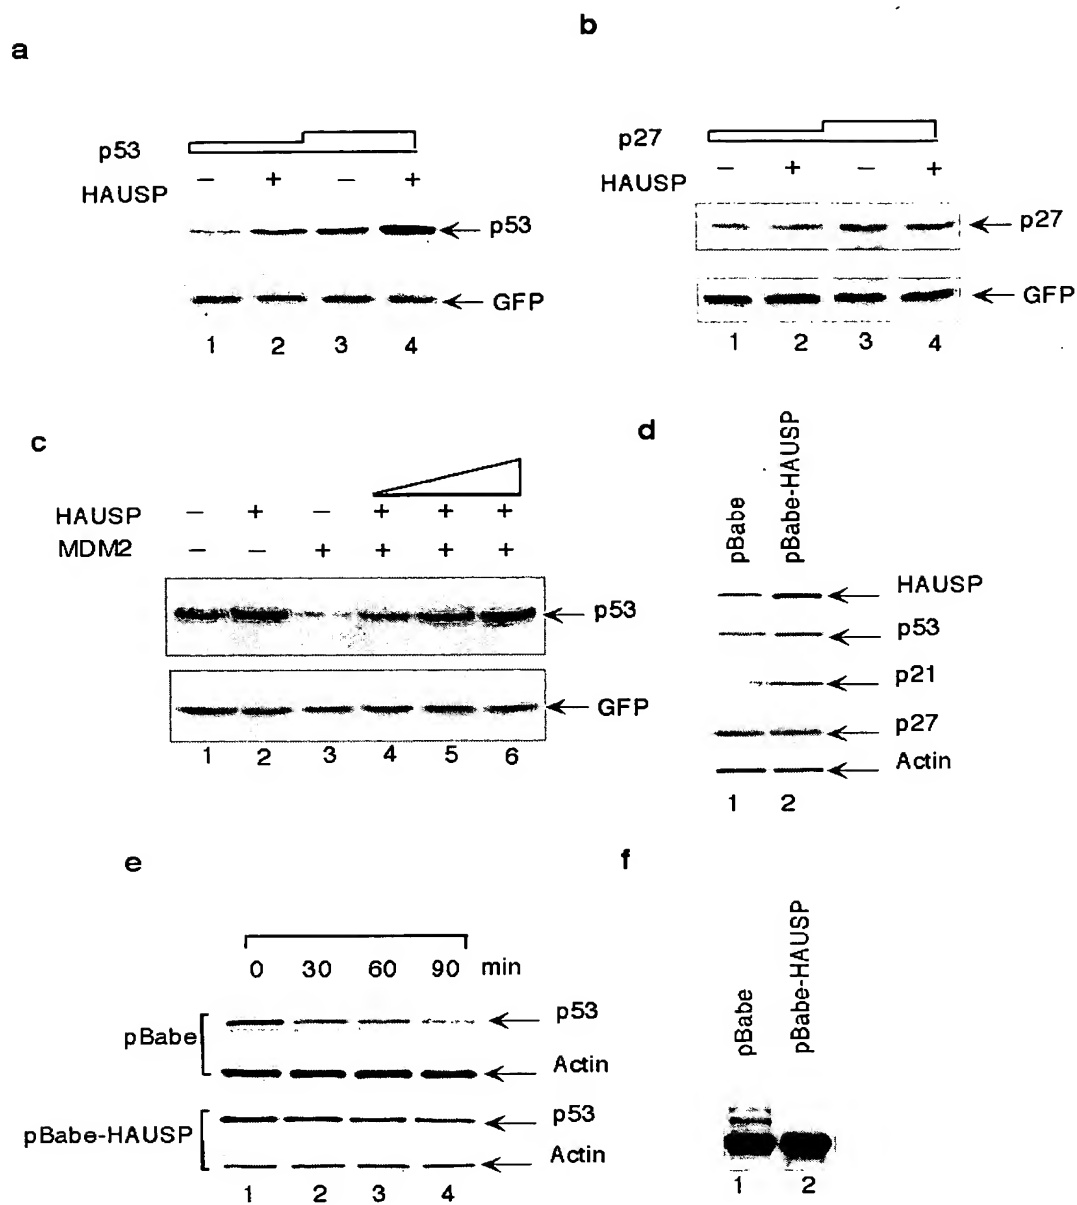 a
p53
HAUSP − + − +
p53
GFP
1 2 3 4
b
p27
HAUSP − + − +
p27
GFP
1 2 3 4
c
HAUSP − + − + + +
MDM2 − − + + + +
p53
GFP
1 2 3 4 5 6
d
pBabe
pBabe-HAUSP
HAUSP
p53
p21
p27
Actin
1 2
e
0 30 60 90 min
pBabe
p53
Actin
pBabe-HAUSP
p53
Actin
1 2 3 4
f
pBabe
pBabe-HAUSP
1 2